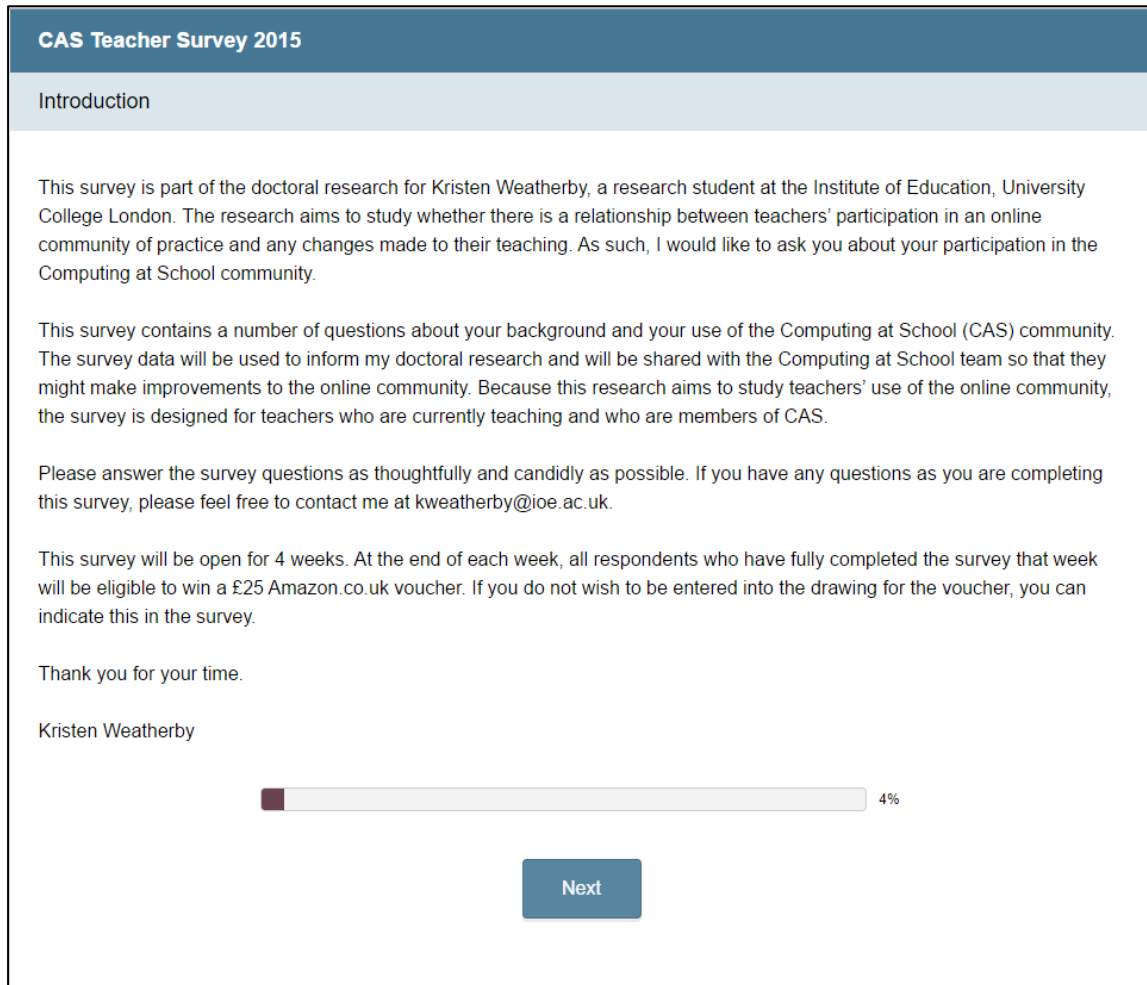 CAS Teacher Survey 2015
Introduction
This survey is part of the doctoral research for Kristen Weatherby, a research student at the Institute of Education, University
College London. The research aims to study whether there is a relationship between teachers' participation in an online
community of practice and any changes made to their teaching. As such, I would like to ask you about your participation in the
Computing at School community.
This survey contains a number of questions about your background and your use of the Computing at School (CAS) community.
The survey data will be used to inform my doctoral research and will be shared with the Computing at School team so that they
might make improvements to the online community. Because this research aims to study teachers' use of the online community,
the survey is designed for teachers who are currently teaching and who are members of CAS.
Please answer the survey questions as thoughtfully and candidly as possible. If you have any questions as you are completing
this survey, please feel free to contact me at kweatherby@ioe.ac.uk.
This survey will be open for 4 weeks. At the end of each week, all respondents who have fully completed the survey that week
will be eligible to win a £25 Amazon.co.uk voucher. If you do not wish to be entered into the drawing for the voucher, you can
indicate this in the survey.
Thank you for your time.
Kristen Weatherby
4%
Next